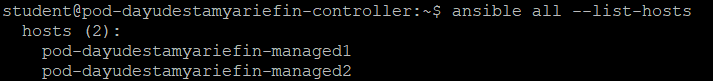 student@pod-dayudestamyariefin-controller:~$ ansible all --list-hosts
  hosts (2):
    pod-dayudestamyariefin-managed1
    pod-dayudestamyariefin-managed2